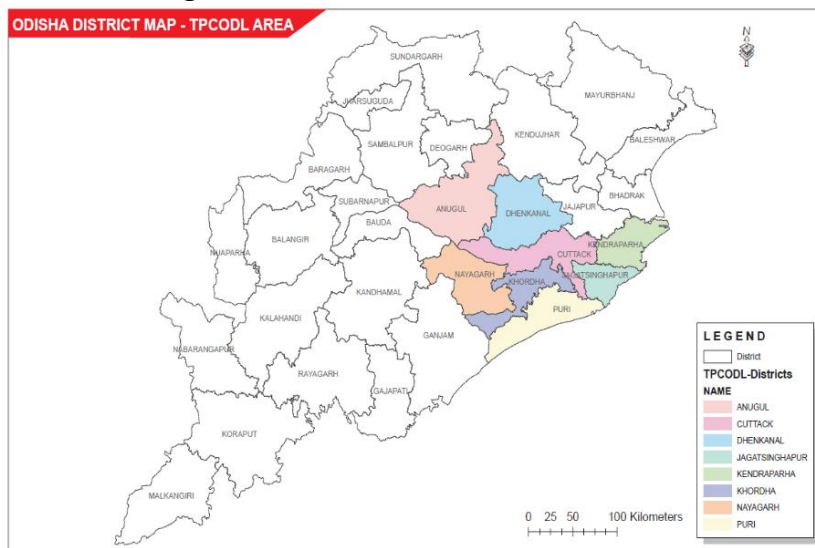 ODISHA DISTRICT MAP - TPCODL AREA
N
SUNDARGARH
MAYURBHANJ
JHARSUGUDA
KENDUJHAR
SAMBALPUR
DEOGARH
BALESHWAR
BARAGARH
SUBARNAPUR
BHADRAK
ANUGUL
DHENKANAL
JAJAPUR
BAUDA
BALANGIR
NUAPARHA
KENDRAPARHA
CUTTACK
NAYAGARH
KHORDHA
JAGATSINGHAPUR
KANDHAMAL
PURI
KALAHANDI
GANJAM
NABARANGAPUR
RAYAGARH
GAJAPATI
KORAPUT
MALKANGIRI
LEGEND
District
TPCODL-Districts
NAME
ANUGUL
CUTTACK
DHENKANAL
JAGATSINGHAPUR
KENDRAPARHA
KHORDHA
NAYAGARH
PURI
0 25 50 100 Kilometers